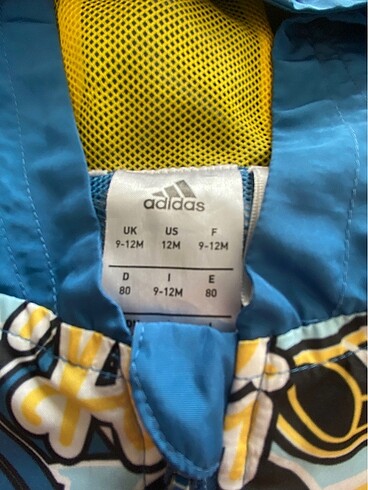 adidas
UK US F
9-12M 12M 9-12M
D I E
80 9-12M 80